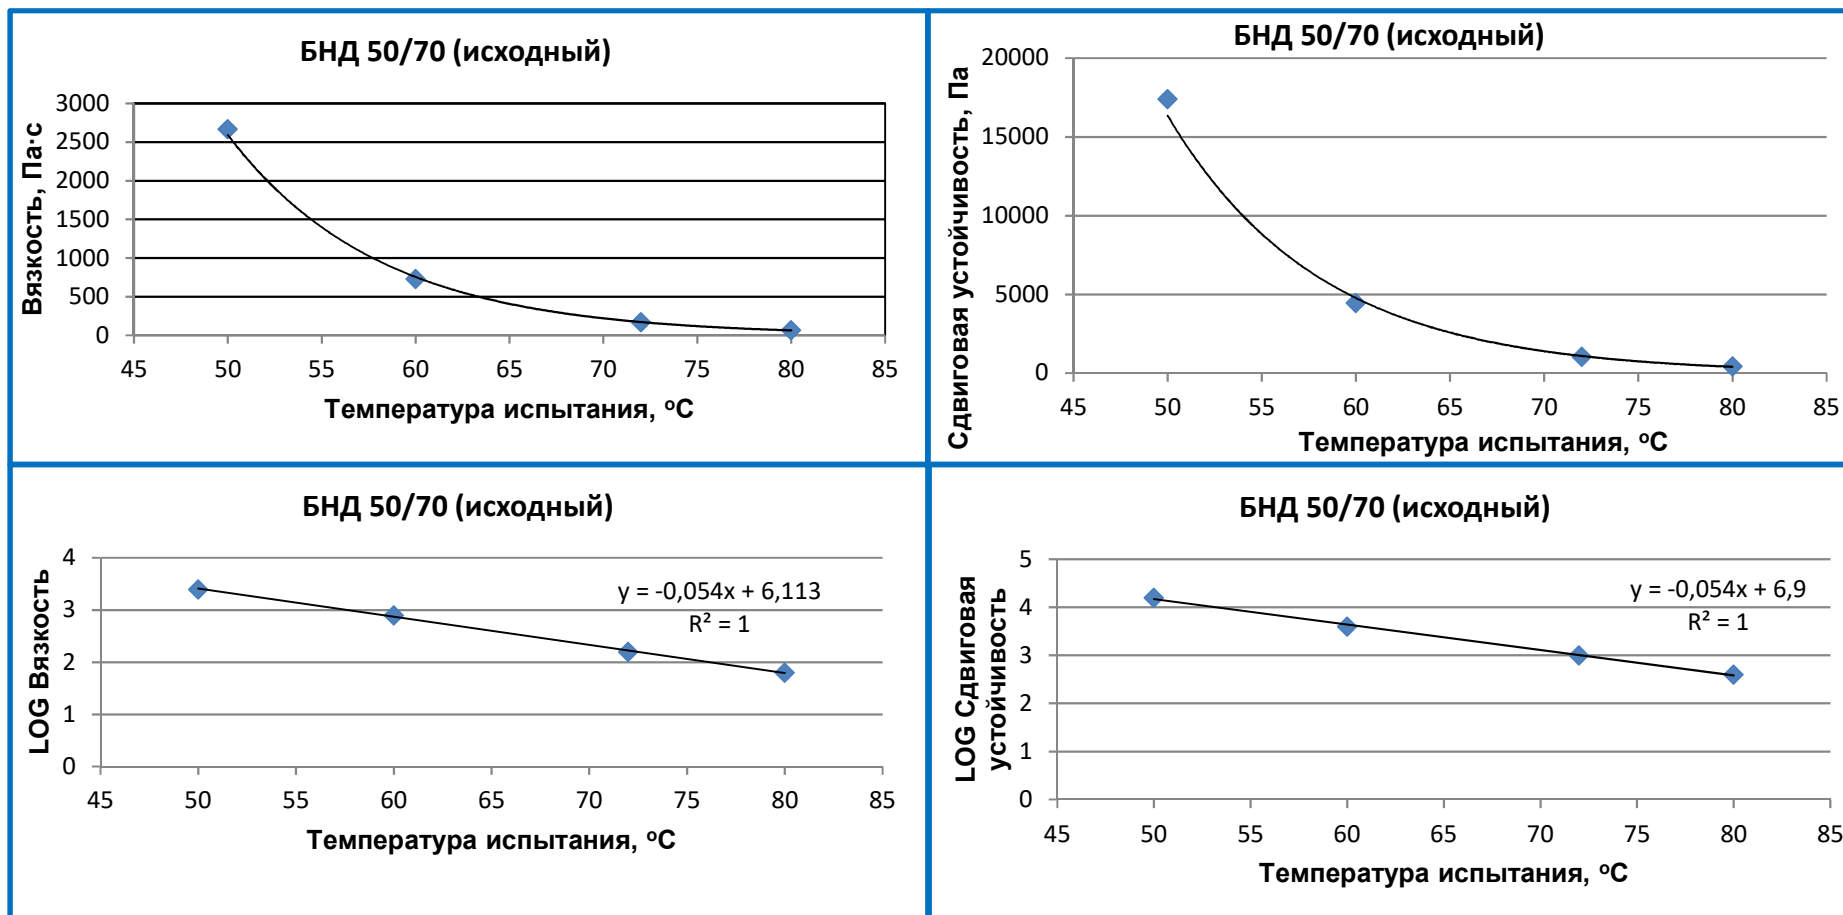 БНД 50/70 (исходный)
3000
2500
2000
1500
1000
500
0
Вязкость, Па·с
45 50 55 60 65 70 75 80 85
Температура испытания, ᵒС
БНД 50/70 (исходный)
20000
15000
10000
5000
0
Сдвиговая устойчивость, Па
45 50 55 60 65 70 75 80 85
Температура испытания, ᵒС
БНД 50/70 (исходный)
4
3
2
1
0
LOG Вязкость
y = -0,054x + 6,113
R² = 1
45 50 55 60 65 70 75 80 85
Температура испытания, ᵒС
БНД 50/70 (исходный)
5
4
3
2
1
0
LOG Сдвиговая
устойчивость
y = -0,054x + 6,9
R² = 1
45 50 55 60 65 70 75 80 85
Температура испытания, ᵒС